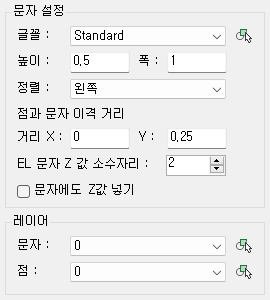 문자 설정
글꼴 : Standard
높이 : 0.5 폭 : 1
정렬 : 왼쪽
점과 문자 이격 거리
거리 X : 0 Y : 0.25
EL 문자 Z 값 소수자리 : 2
문자에도 Z값 넣기
레이어
문자 : 0
점 : 0